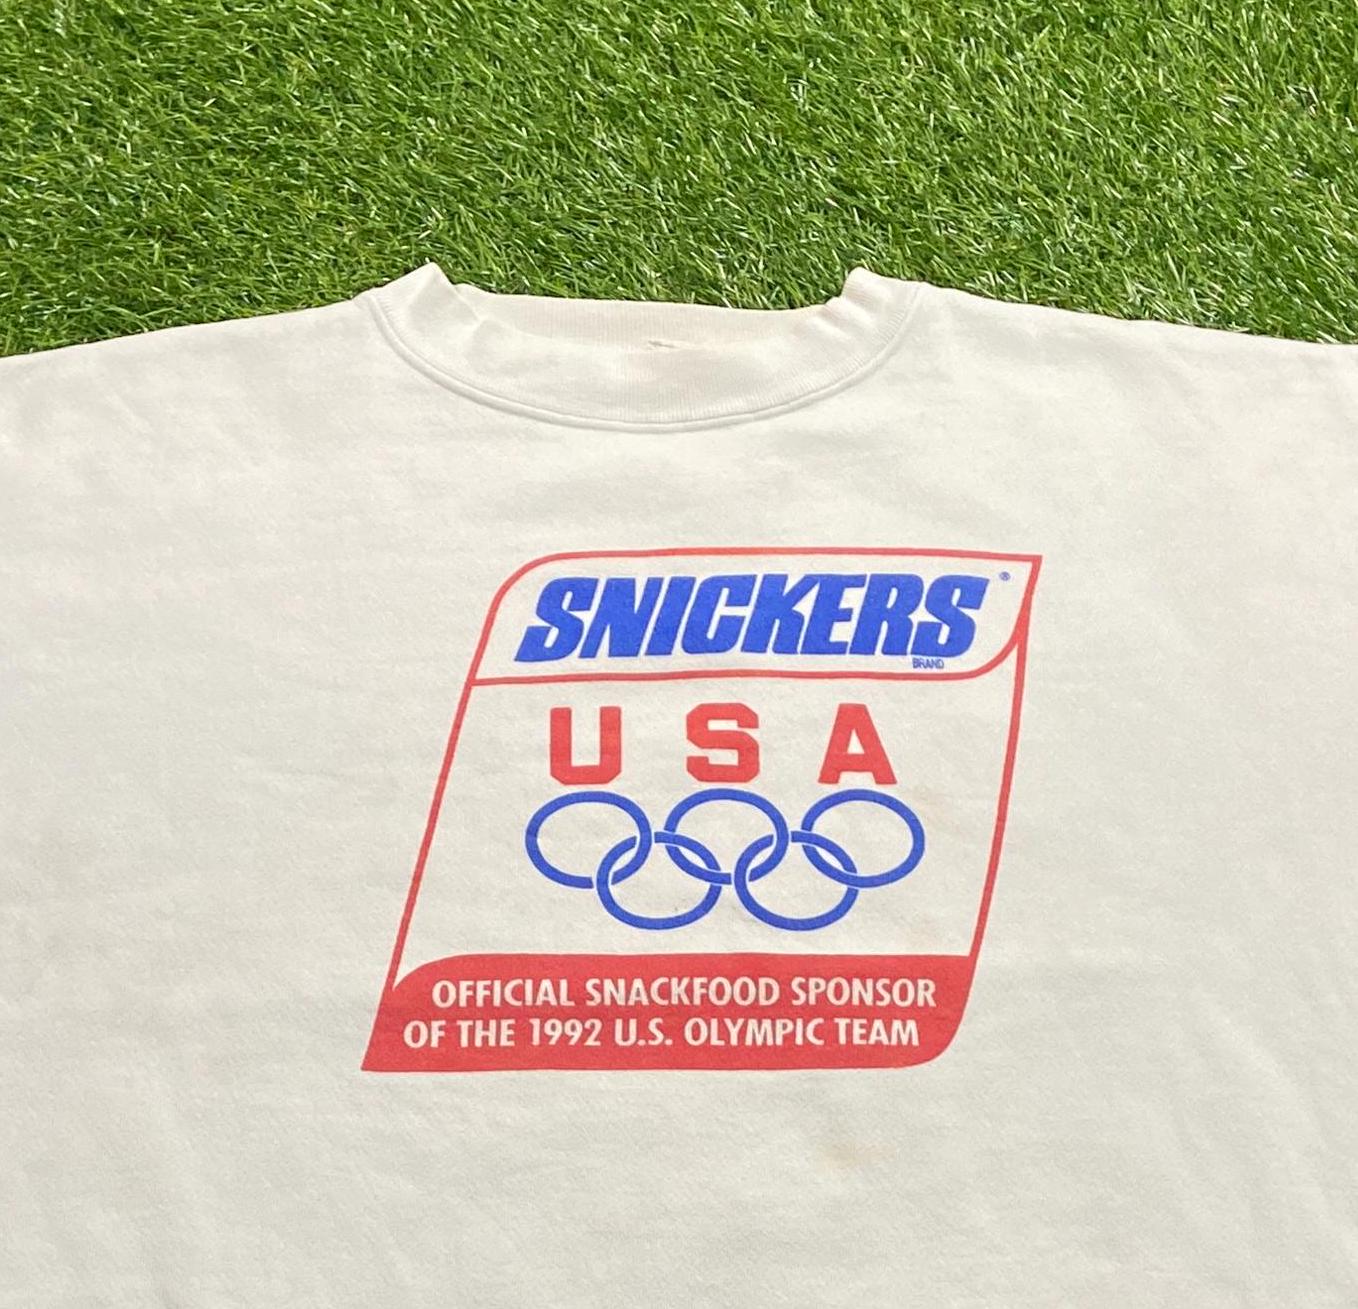 SNICKERS®
BRAND
USA
OFFICIAL SNACKFOOD SPONSOR
OF THE 1992 U.S. OLYMPIC TEAM